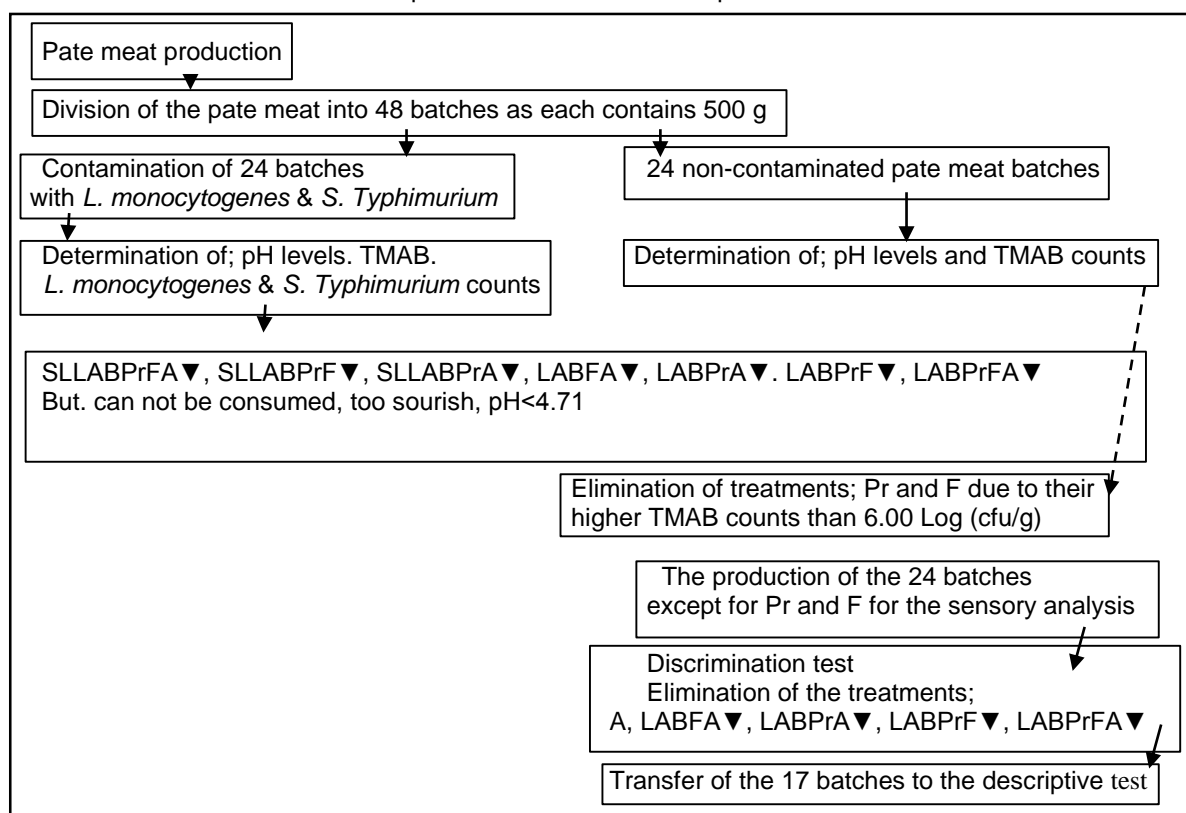 Pate meat production
Division of the pate meat into 48 batches as each contains 500 g
Contamination of 24 batches
with L. monocytogenes & S. Typhimurium
24 non-contaminated pate meat batches
Determination of; pH levels. TMAB.
L. monocytogenes & S. Typhimurium counts
Determination of; pH levels and TMAB counts
SLLABPrFA▼, SLLABPrF▼, SLLABPrA▼, LABFA▼, LABPrA▼. LABPrF▼, LABPrFA▼
But. can not be consumed, too sourish, pH<4.71
Elimination of treatments; Pr and F due to their
higher TMAB counts than 6.00 Log (cfu/g)
The production of the 24 batches
except for Pr and F for the sensory analysis
Discrimination test
Elimination of the treatments;
A, LABFA▼, LABPrA▼, LABPrF▼, LABPrFA▼
Transfer of the 17 batches to the descriptive test